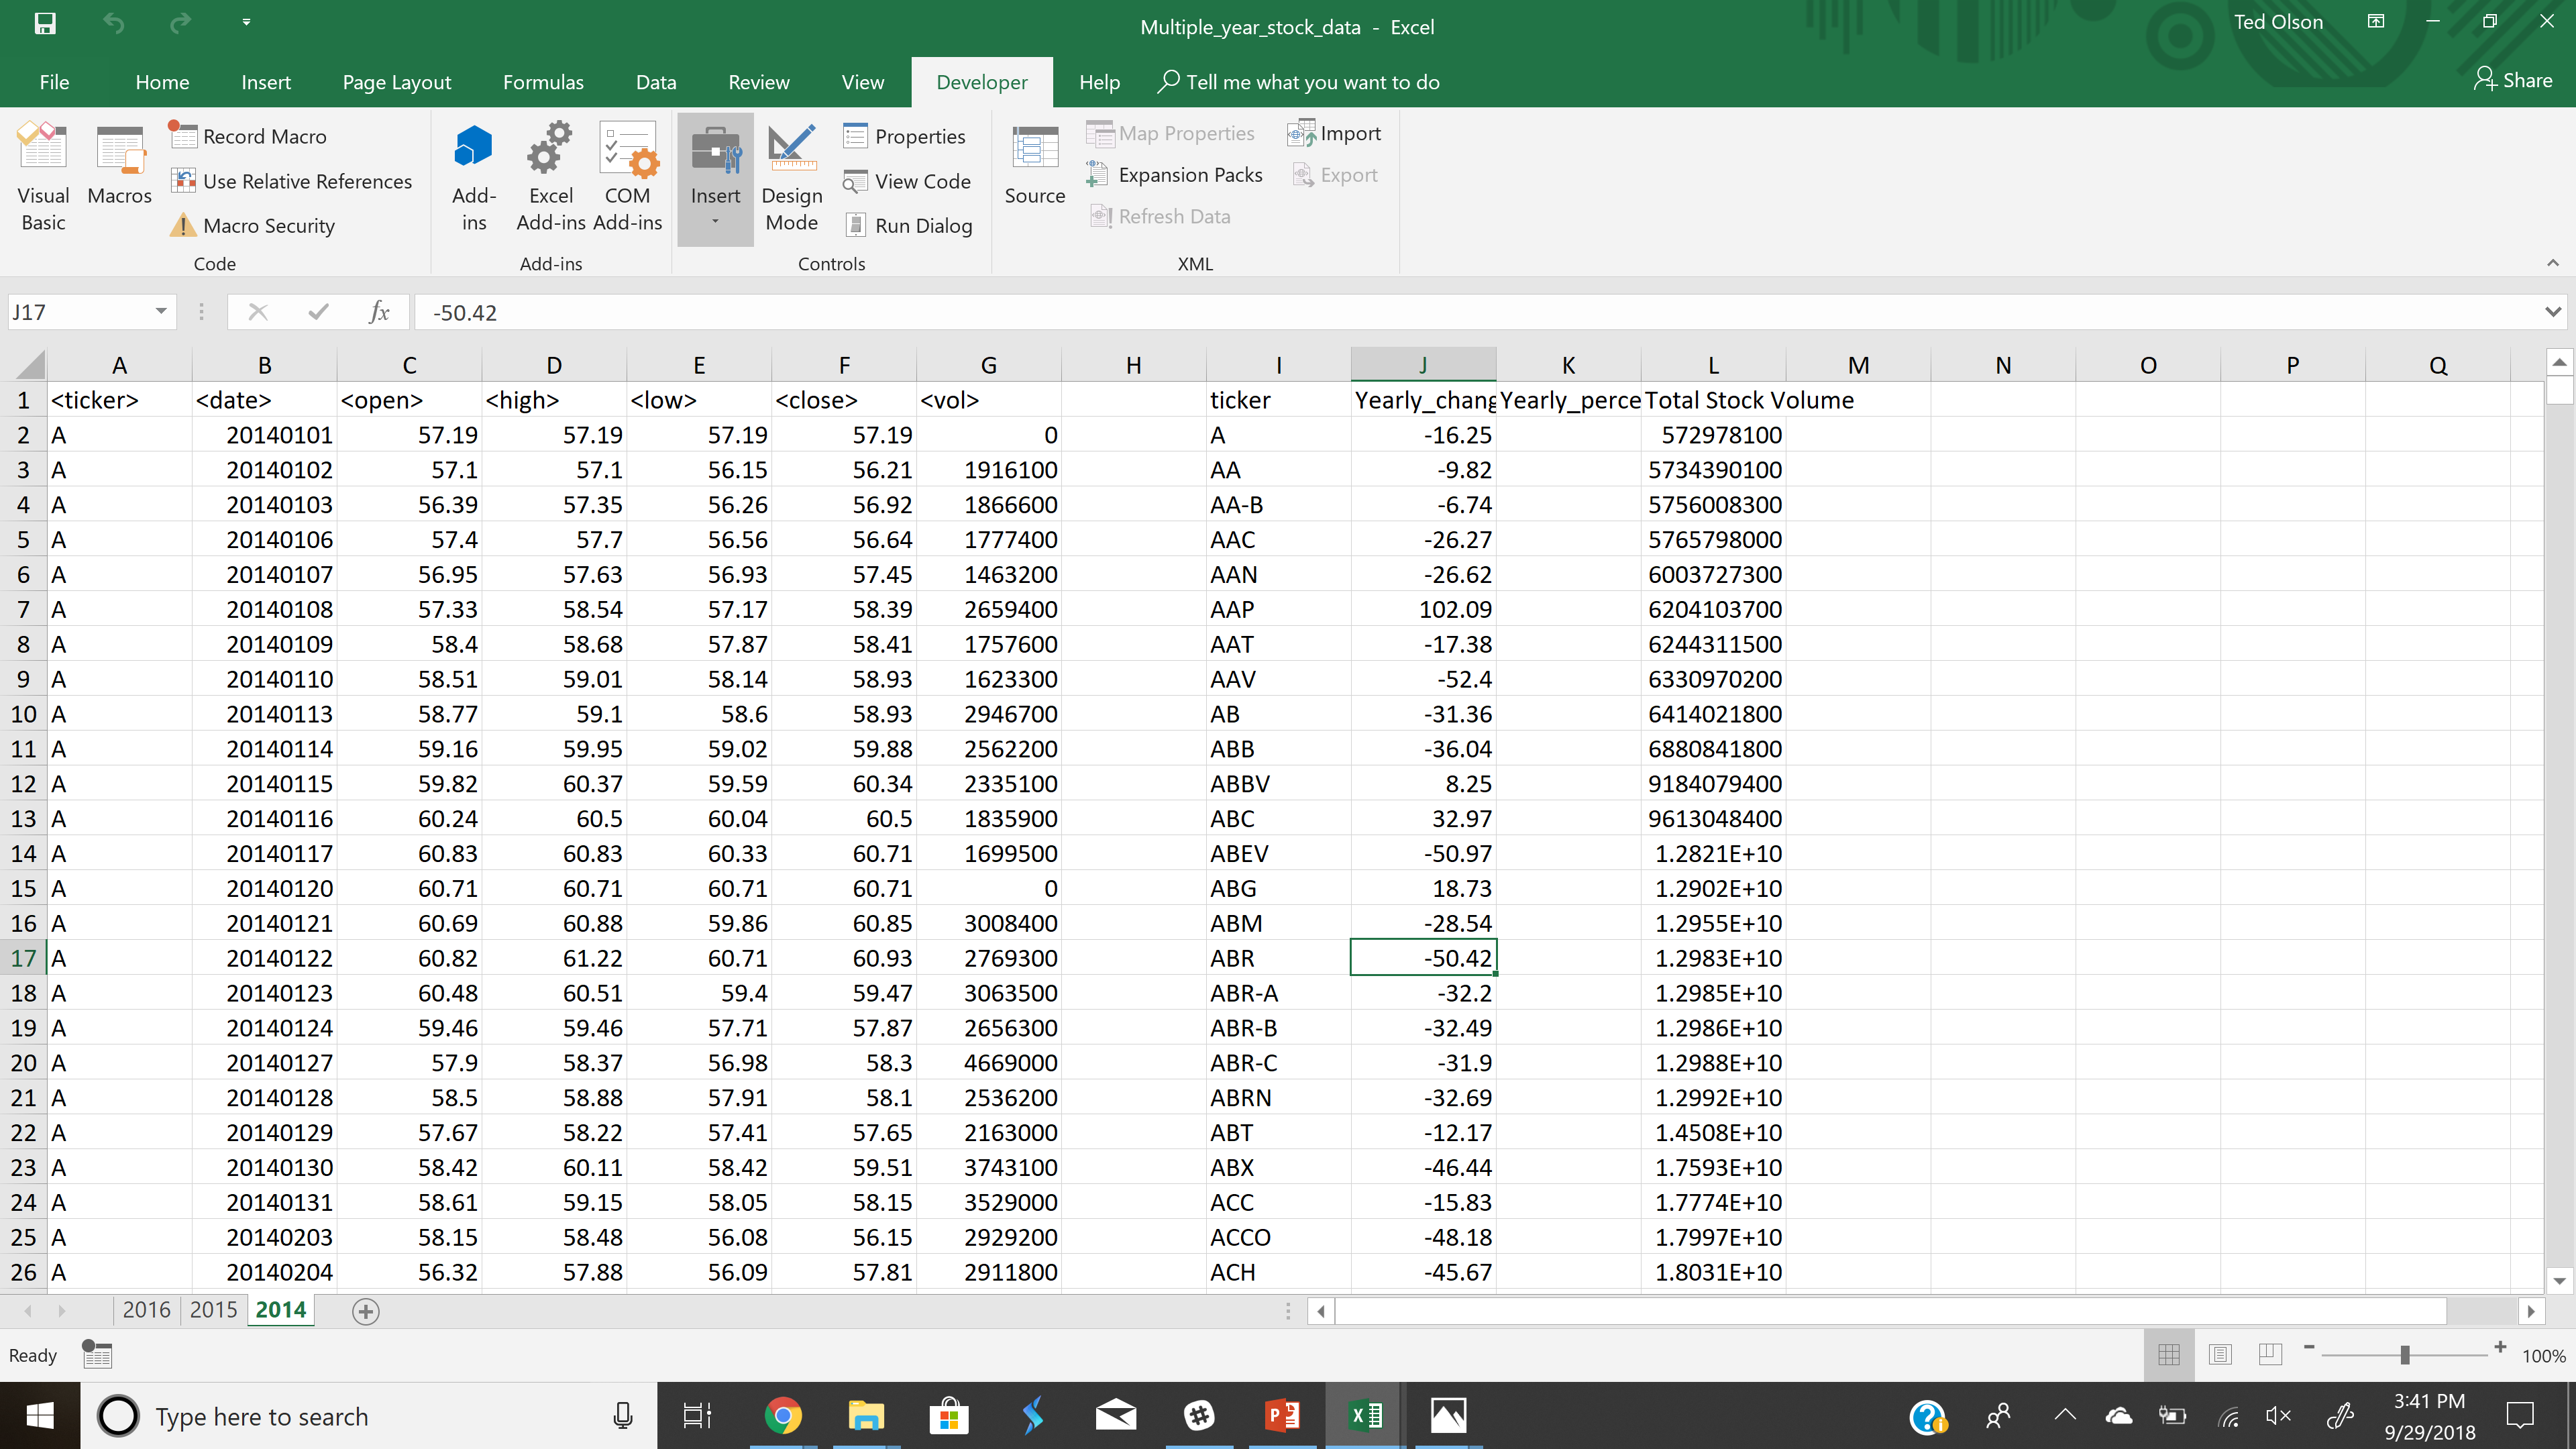 Multiple_year_stock_data - Excel
Ted Olson
File Home Insert Page Layout Formulas Data Review View Developer Help Tell me what you want to do Share
Visual Basic
Macros
Record Macro
Use Relative References
Macro Security
Code
Add-ins
Excel Add-ins
COM Add-ins
Add-ins
Insert
Design Mode
Properties
View Code
Run Dialog
Controls
Source
Map Properties
Expansion Packs
Refresh Data
Import
Export
XML
J17 fx -50.42
A B C D E F G H I J K L M N O P Q
1 <ticker> <date> <open> <high> <low> <close> <vol> ticker Yearly_chang Yearly_perce Total Stock Volume
2 A 20140101 57.19 57.19 57.19 57.19 0 A -16.25 572978100
3 A 20140102 57.1 57.1 56.15 56.21 1916100 AA -9.82 5734390100
4 A 20140103 56.39 57.35 56.26 56.92 1866600 AA-B -6.74 5756008300
5 A 20140106 57.4 57.7 56.56 56.64 1777400 AAC -26.27 5765798000
6 A 20140107 56.95 57.63 56.93 57.45 1463200 AAN -26.62 6003727300
7 A 20140108 57.33 58.54 57.17 58.39 2659400 AAP 102.09 6204103700
8 A 20140109 58.4 58.68 57.87 58.41 1757600 AAT -17.38 6244311500
9 A 20140110 58.51 59.01 58.14 58.93 1623300 AAV -52.4 6330970200
10 A 20140113 58.77 59.1 58.6 58.93 2946700 AB -31.36 6414021800
11 A 20140114 59.16 59.95 59.02 59.88 2562200 ABB -36.04 6880841800
12 A 20140115 59.82 60.37 59.59 60.34 2335100 ABBV 8.25 9184079400
13 A 20140116 60.24 60.5 60.04 60.5 1835900 ABC 32.97 9613048400
14 A 20140117 60.83 60.83 60.33 60.71 1699500 ABEV -50.97 1.2821E+10
15 A 20140120 60.71 60.71 60.71 60.71 0 ABG 18.73 1.2902E+10
16 A 20140121 60.69 60.88 59.86 60.85 3008400 ABM -28.54 1.2955E+10
17 A 20140122 60.82 61.22 60.71 60.93 2769300 ABR -50.42 1.2983E+10
18 A 20140123 60.48 60.51 59.4 59.47 3063500 ABR-A -32.2 1.2985E+10
19 A 20140124 59.46 59.46 57.71 57.87 2656300 ABR-B -32.49 1.2986E+10
20 A 20140127 57.9 58.37 56.98 58.3 4669000 ABR-C -31.9 1.2988E+10
21 A 20140128 58.5 58.88 57.91 58.1 2536200 ABRN -32.69 1.2992E+10
22 A 20140129 57.67 58.22 57.41 57.65 2163000 ABT -12.17 1.4508E+10
23 A 20140130 58.42 60.11 58.42 59.51 3743100 ABX -46.44 1.7593E+10
24 A 20140131 58.61 59.15 58.05 58.15 3529000 ACC -15.83 1.7774E+10
25 A 20140203 58.15 58.48 56.08 56.15 2929200 ACCO -48.18 1.7997E+10
26 A 20140204 56.32 57.88 56.09 57.81 2911800 ACH -45.67 1.8031E+10
2016 2015 2014
Ready 100%
Type here to search
3:41 PM
9/29/2018